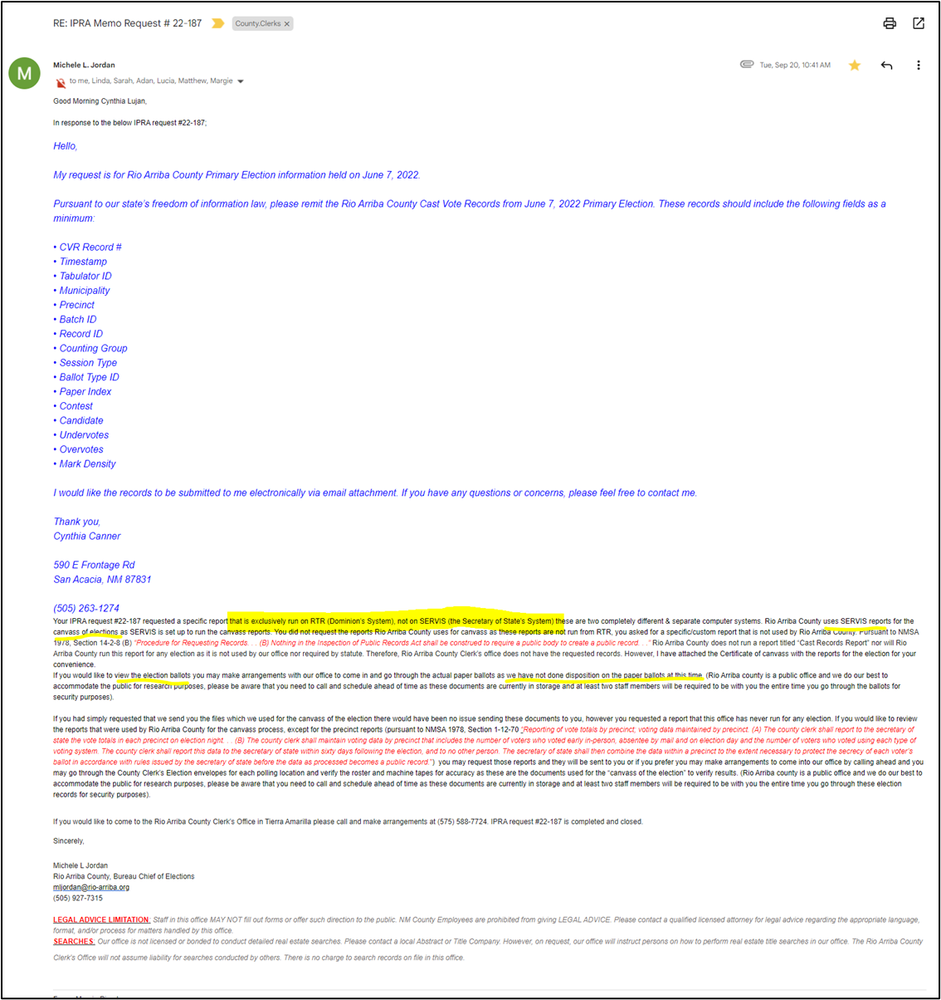 RE: IPRA Memo Request # 22-187 County.Clerks ×
M
Michele L. Jordan
Tue, Sep 20, 10:41 AM
to me, Linda, Sarah, Adan, Lucia, Matthew, Margie
Good Morning Cynthia Lujan,
In response to the below IPRA request #22-187;
Hello,
My request is for Rio Arriba County Primary Election information held on June 7, 2022.
Pursuant to our state's freedom of information law, please remit the Rio Arriba County Cast Vote Records from June 7, 2022 Primary Election. These records should include the following fields as a
minimum:
• CVR Record #
• Timestamp
• Tabulator ID
• Municipality
• Precinct
• Batch ID
• Record ID
• Counting Group
• Session Type
• Ballot Type ID
• Paper Index
• Contest
• Candidate
• Undervotes
• Overvotes
• Mark Density
I would like the records to be submitted to me electronically via email attachment. If you have any questions or concerns, please feel free to contact me.
Thank you,
Cynthia Canner
590 E Frontage Rd
San Acacia, NM 87831
(505) 263-1274
Your IPRA request #22-187 requested a specific report that is exclusively run on RTR (Dominion's System), not on SERVIS (the Secretary of State's System) these are two completely different & separate computer systems. Rio Arriba County uses SERVIS reports for the
canvass of elections as SERVIS is set up to run the canvass reports. You did not request the reports Rio Arriba County uses for canvass as these reports are not run from RTR, you asked for a specific/custom report that is not used by Rio Arriba County. Pursuant to NMSA
1978, Section 14-2-8 (B) "Procedure for Requesting Records. . . (B) Nothing in the Inspection of Public Records Act shall be construed to require a public body to create a public record. . ." Rio Arriba County does not run a report titled "Cast Records Report" nor will Rio
Arriba County run this report for any election as it is not used by our office nor required by statute. Therefore, Rio Arriba County Clerk's office does not have the requested records. However, I have attached the Certificate of canvass with the reports for the election for your
convenience.
If you would like to view the election ballots you may make arrangements with our office to come in and go through the actual paper ballots as we have not done disposition on the paper ballots at this time. (Rio Arriba county is a public office and we do our best to
accommodate the public for research purposes, please be aware that you need to call and schedule ahead of time as these documents are currently in storage and at least two staff members will be required to be with you the entire time you go through the ballots for
security purposes).
If you had simply requested that we send you the files which we used for the canvass of the election there would have been no issue sending these documents to you, however you requested a report that this office has never run for any election. If you would like to review
the reports that were used by Rio Arriba County for the canvass process, except for the precinct reports (pursuant to NMSA 1978, Section 1-12-70 "Reporting of vote totals by precinct; voting data maintained by precinct. (A) The county clerk shall report to the secretary of
state the vote totals in each precinct on election night. . . (B) The county clerk shall maintain voting data by precinct that includes the number of voters who voted early in-person, absentee by mail and on election day and the number of voters who voted using each type of
voting system. The county clerk shall report this data to the secretary of state within sixty days following the election, and to no other person. The secretary of state shall then combine the data within a precinct to the extent necessary to protect the secrecy of each voter's
ballot in accordance with rules issued by the secretary of state before the data as processed becomes a public record.") you may request those reports and they will be sent to you or if you prefer you may make arrangements to come into our office by calling ahead and you
may go through the County Clerk's Election envelopes for each polling location and verify the roster and machine tapes for accuracy as these are the documents used for the "canvass of the election" to verify results. (Rio Arriba county is a public office and we do our best to
accommodate the public for research purposes, please be aware that you need to call and schedule ahead of time as these documents are currently in storage and at least two staff members will be required to be with you the entire time you go through these election
records for security purposes).
If you would like to come to the Rio Arriba County Clerk's Office in Tierra Amarilla please call and make arrangements at (575) 588-7724. IPRA request #22-187 is completed and closed.
Sincerely,
Michele L Jordan
Rio Arriba County, Bureau Chief of Elections
mljordan@rio-arriba.org
(505) 927-7315
LEGAL ADVICE LIMITATION: Staff in this office MAY NOT fill out forms or offer such direction to the public. NM County Employees are prohibited from giving LEGAL ADVICE. Please contact a qualified licensed attorney for legal advice regarding the appropriate language,
format, and/or process for matters handled by this office.
SEARCHES: Our office is not licensed or bonded to conduct detailed real estate searches. Please contact a local Abstract or Title Company. However, on request, our office will instruct persons on how to perform real estate title searches in our office. The Rio Arriba County
Clerk's Office will not assume liability for searches conducted by others. There is no charge to search records on file in this office.